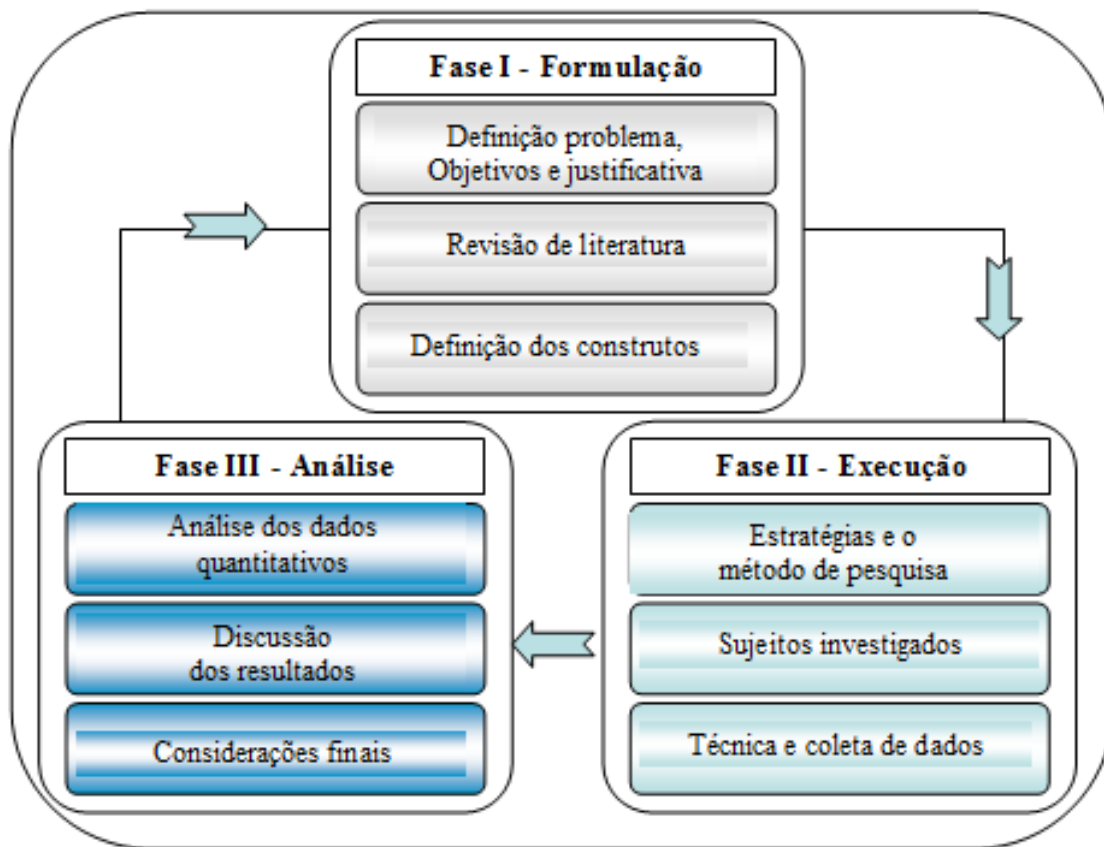 Fase I - Formulação
Definição problema,
Objetivos e justificativa
Revisão de literatura
Definição dos construtos
Fase III - Análise
Análise dos dados
quantitativos
Discussão
dos resultados
Considerações finais
Fase II - Execução
Estratégias e o
método de pesquisa
Sujeitos investigados
Técnica e coleta de dados